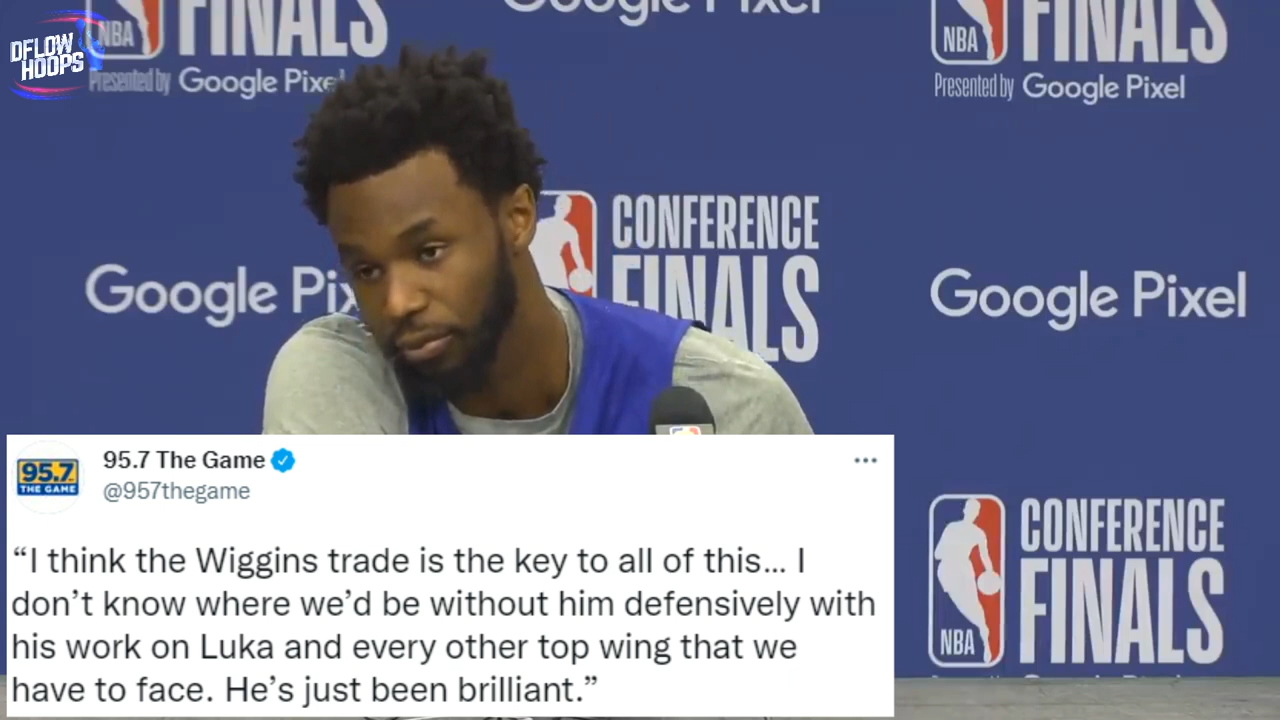 DFLOW
HOOPS
NBA
FINALS
Presented by Google Pixel
Google Pixel
NBA
FINALS
Presented by Google Pixel
CONFERENCE
FINALS
Google Pix
Google Pixel
95.7
THE GAME
95.7 The Game
@957thegame
“I think the Wiggins trade is the key to all of this... I
don’t know where we’d be without him defensively with
his work on Luka and every other top wing that we
have to face. He’s just been brilliant.”
NBA
CONFERENCE
FINALS